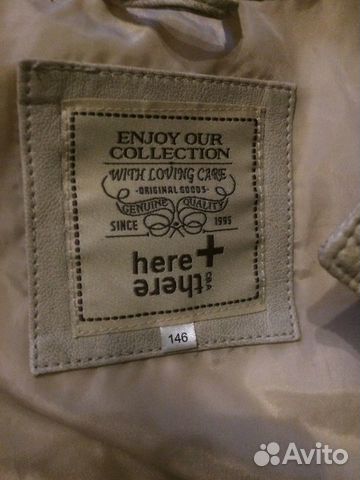 ENJOY OUR
COLLECTION
WITH LOVING CARE
-ORIGINAL GOODS-
GENUINE QUALITY
SINCE 1995
here +
there
C&A
146
Avito